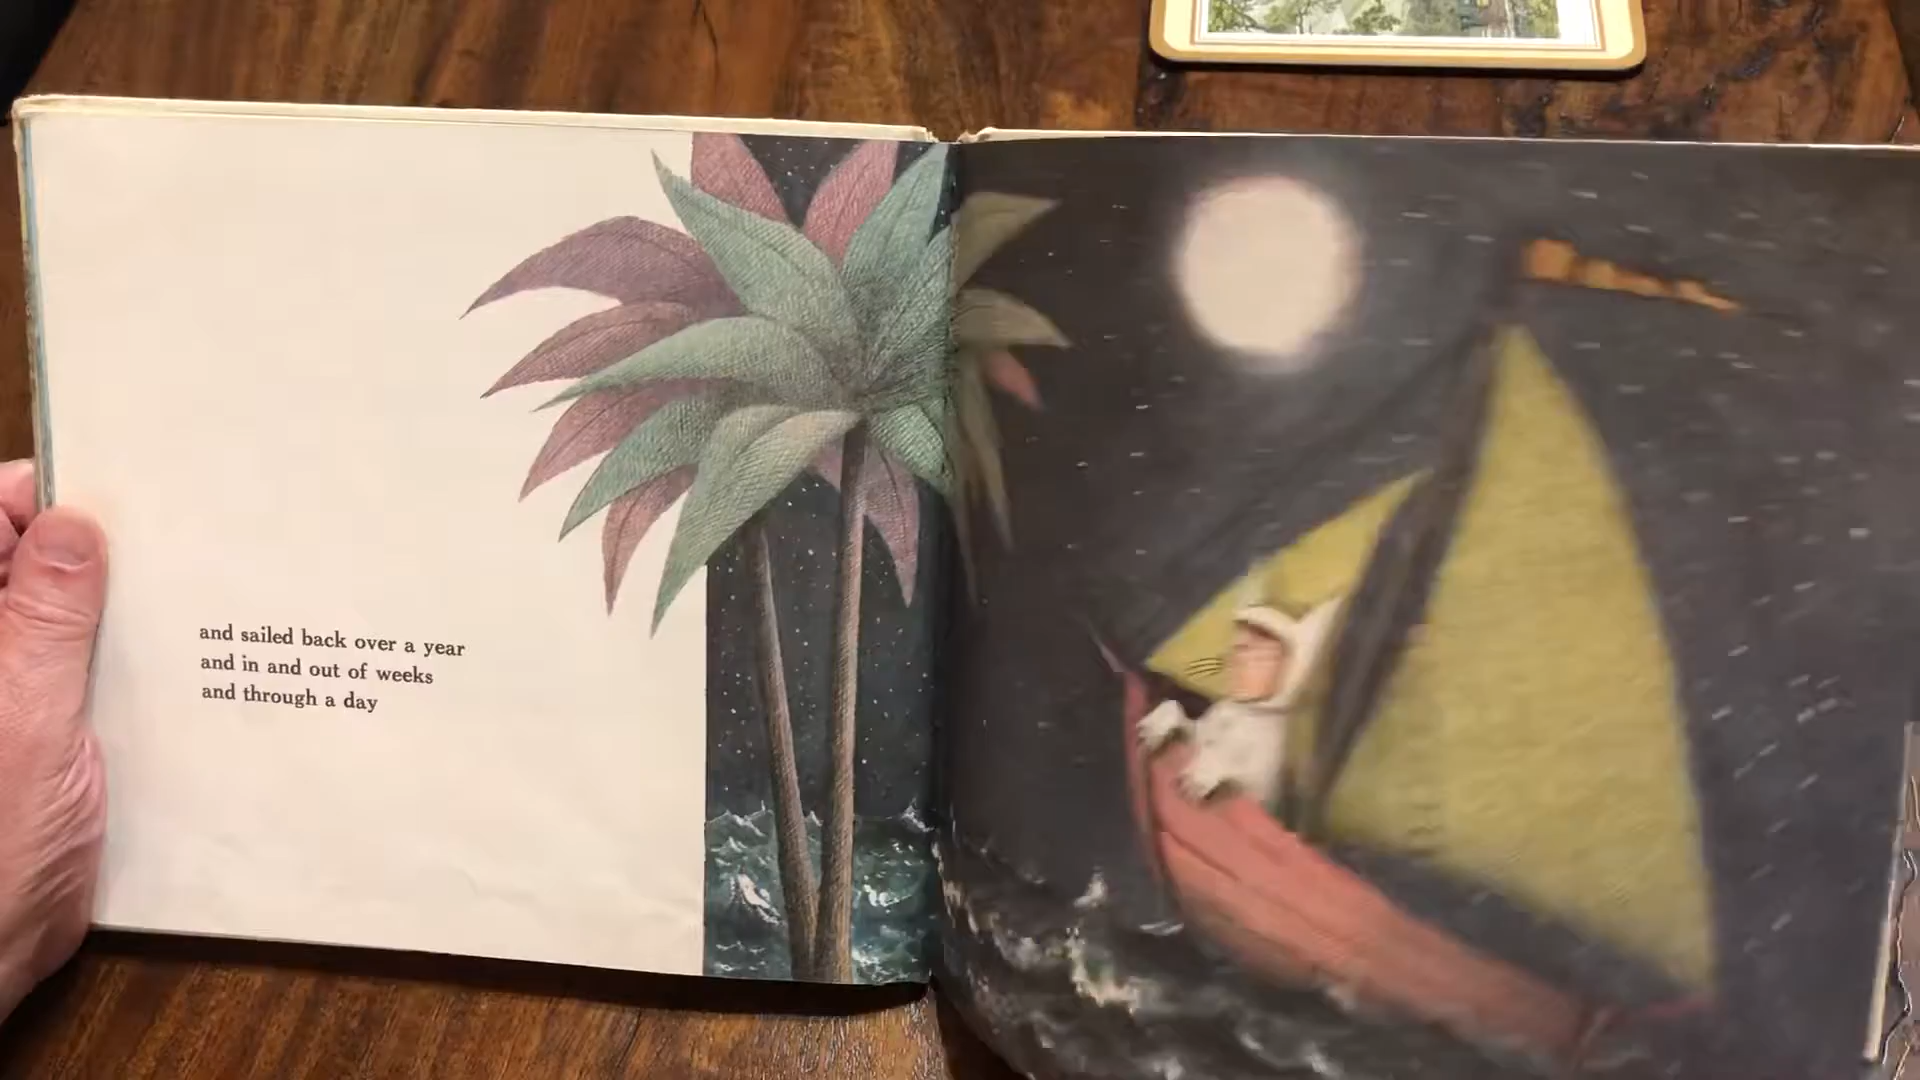 and sailed back over a year
and in and out of weeks
and through a day